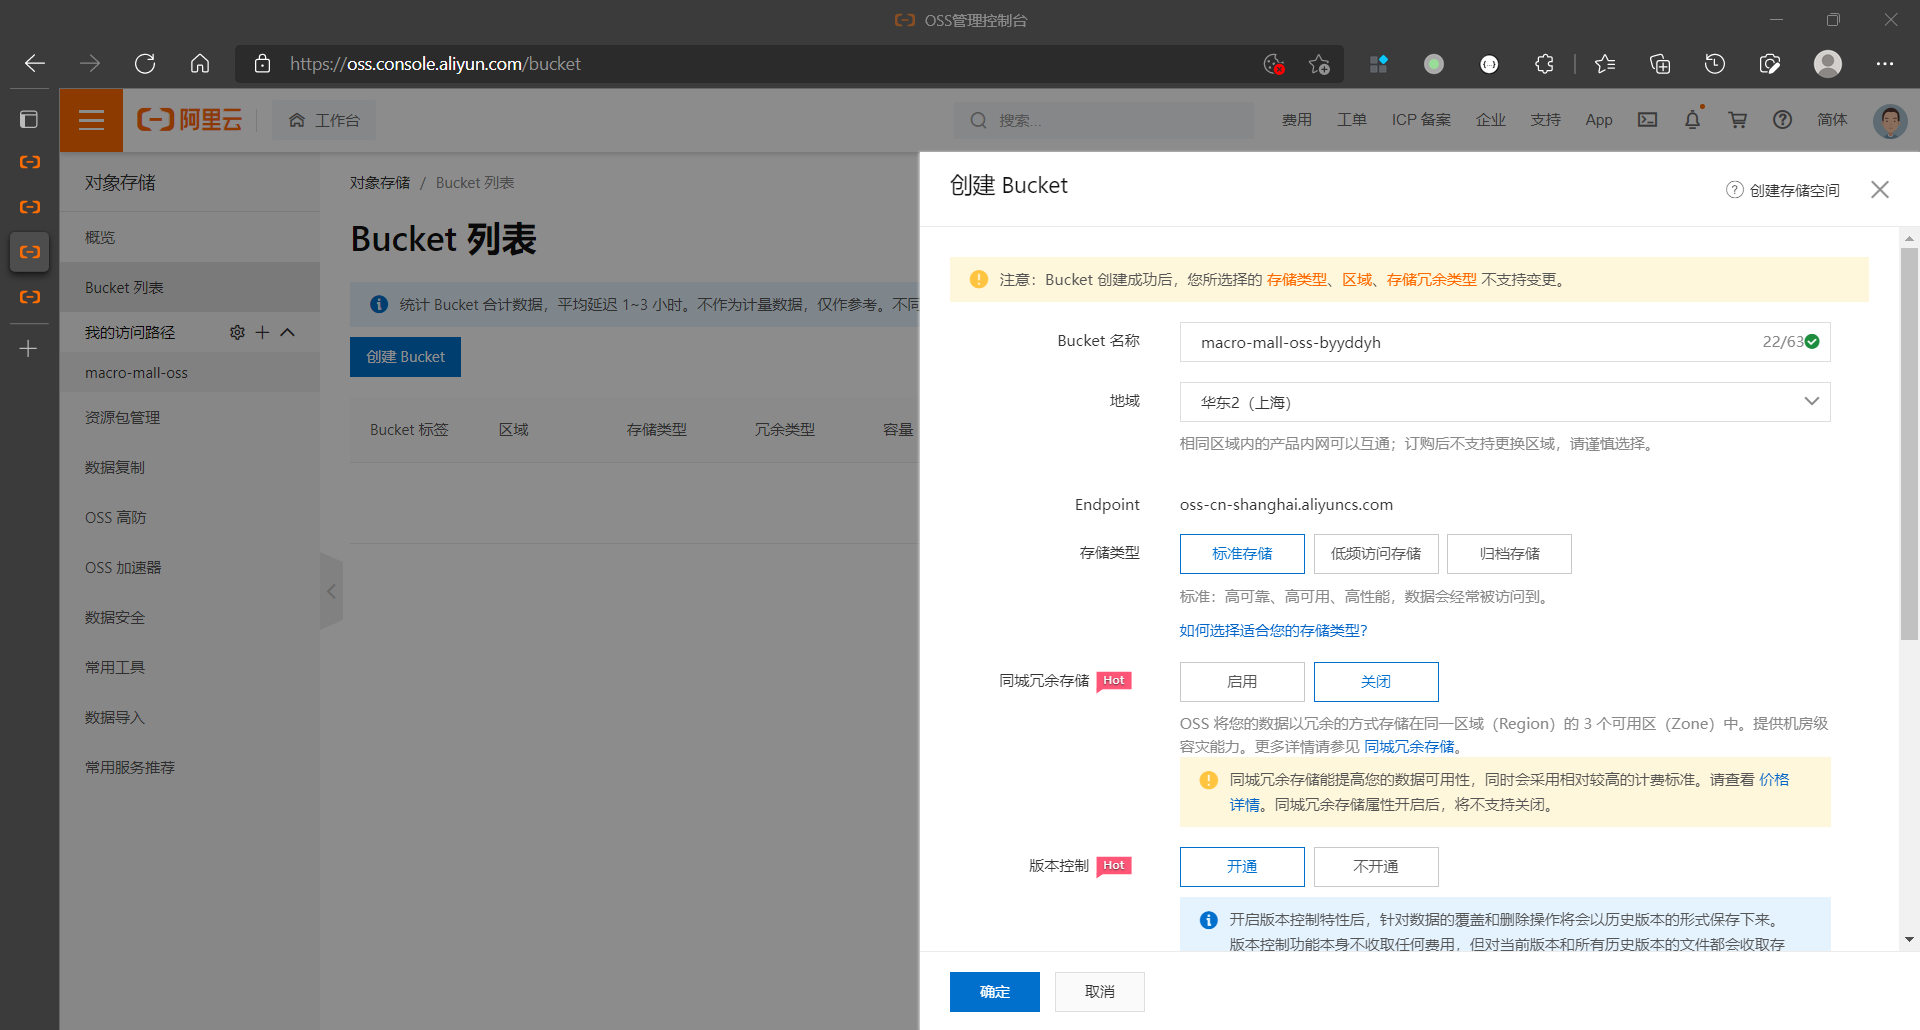 OSS管理控制台
https://oss.console.aliyun.com/bucket
阿里云
工作台
搜索...
费用
工单
ICP 备案
企业
支持
App
简体
对象存储
概览
Bucket 列表
我的访问路径
macro-mall-oss
资源包管理
数据复制
OSS 高防
OSS 加速器
数据安全
常用工具
数据导入
常用服务推荐
对象存储 / Bucket 列表
Bucket 列表
统计 Bucket 合计数据，平均延迟 1~3 小时。不作为计量数据，仅作参考。不同
创建 Bucket
Bucket 标签
区域
存储类型
冗余类型
容量
创建 Bucket
创建存储空间
注意：Bucket 创建成功后，您所选择的 存储类型、区域、存储冗余类型 不支持变更。
Bucket 名称
macro-mall-oss-byyddyh
22/63
地域
华东2（上海）
相同区域内的产品内网可以互通；订购后不支持更换区域，请谨慎选择。
Endpoint
oss-cn-shanghai.aliyuncs.com
存储类型
标准存储
低频访问存储
归档存储
标准：高可靠、高可用、高性能，数据会经常被访问到。
如何选择适合您的存储类型?
同城冗余存储
Hot
启用
关闭
OSS 将您的数据以冗余的方式存储在同一区域（Region）的 3 个可用区（Zone）中。提供机房级
容灾能力。更多详情请参见 同城冗余存储。
同城冗余存储能提高您的数据可用性，同时会采用相对较高的计费标准。请查看 价格
详情。同城冗余存储属性开启后，将不支持关闭。
版本控制
Hot
开通
不开通
开启版本控制特性后，针对数据的覆盖和删除操作将会以历史版本的形式保存下来。
版本控制功能本身不收取任何费用，但对当前版本和所有历史版本的文件都会收取存
确定
取消